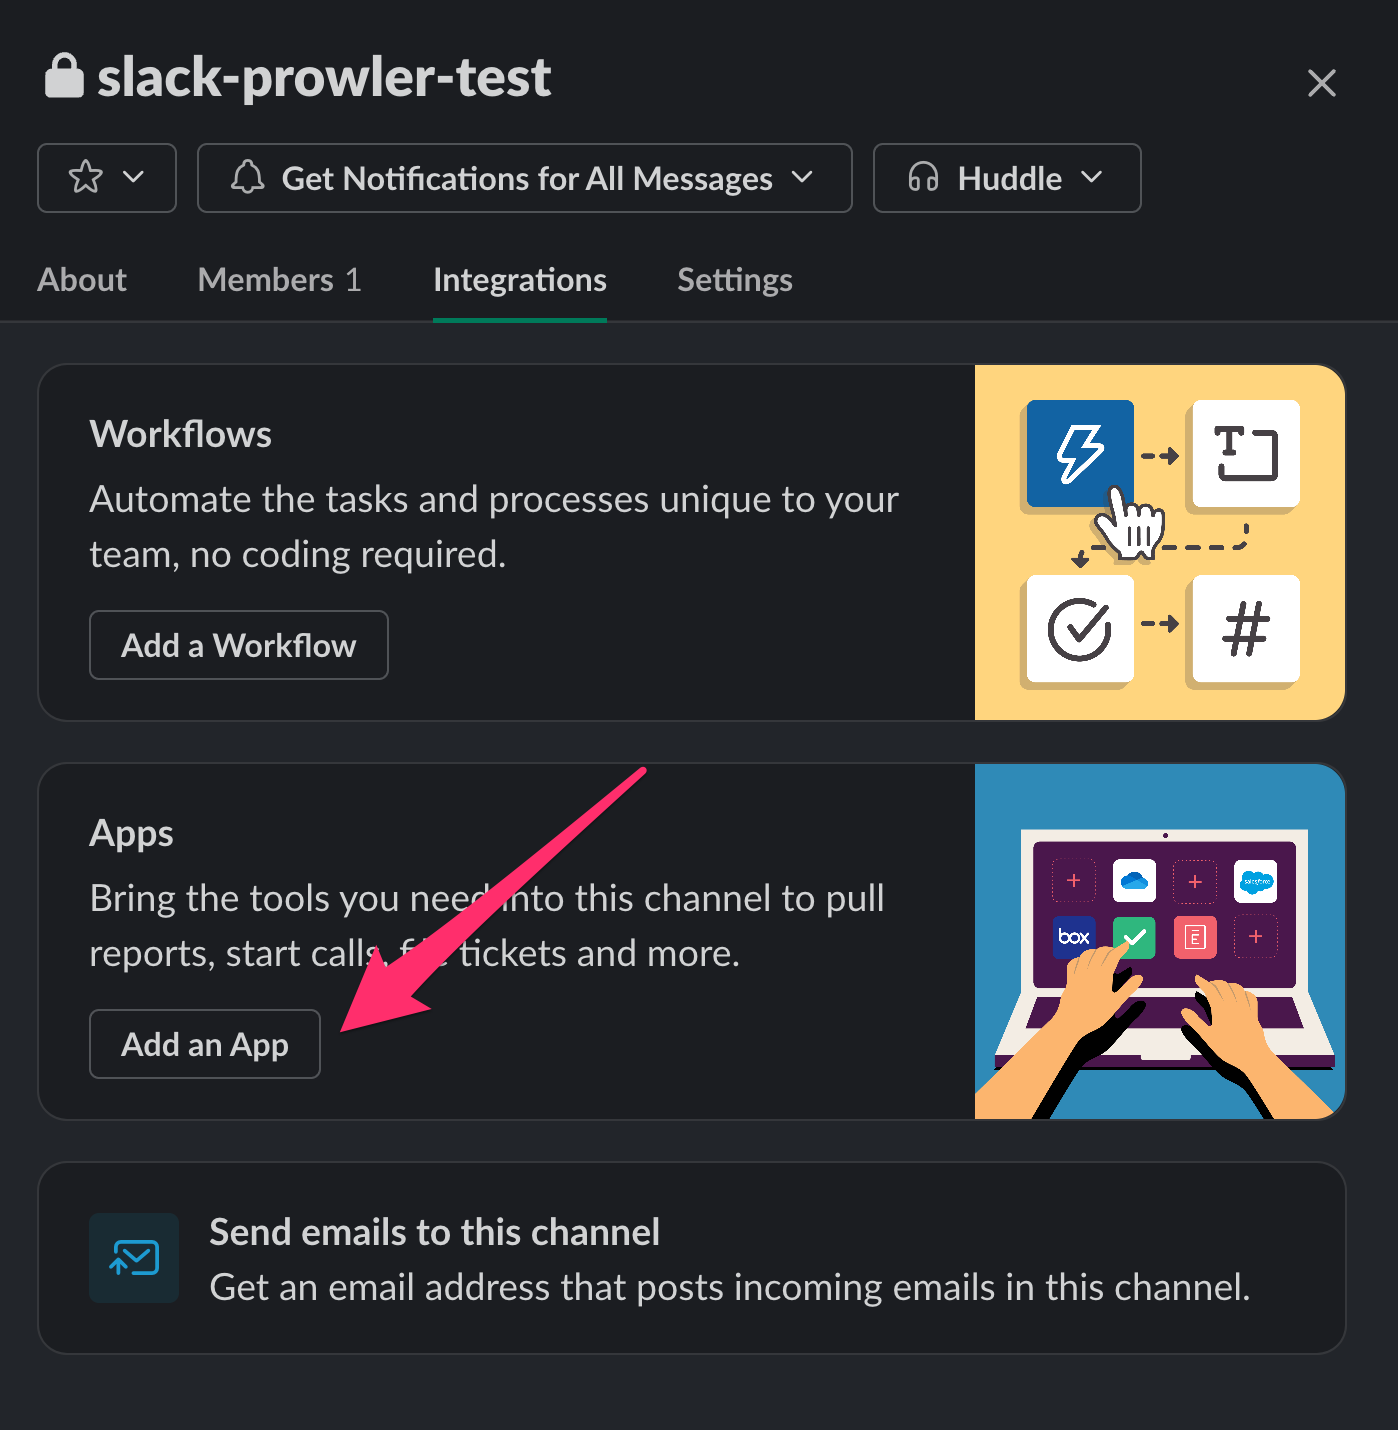 slack-prowler-test
Get Notifications for All Messages
Huddle
About
Members 1
Integrations
Settings
Workflows
Automate the tasks and processes unique to your
team, no coding required.
Add a Workflow
Apps
Bring the tools you need into this channel to pull
reports, start calls, file tickets and more.
Add an App
salesforce
box
E
Send emails to this channel
Get an email address that posts incoming emails in this channel.